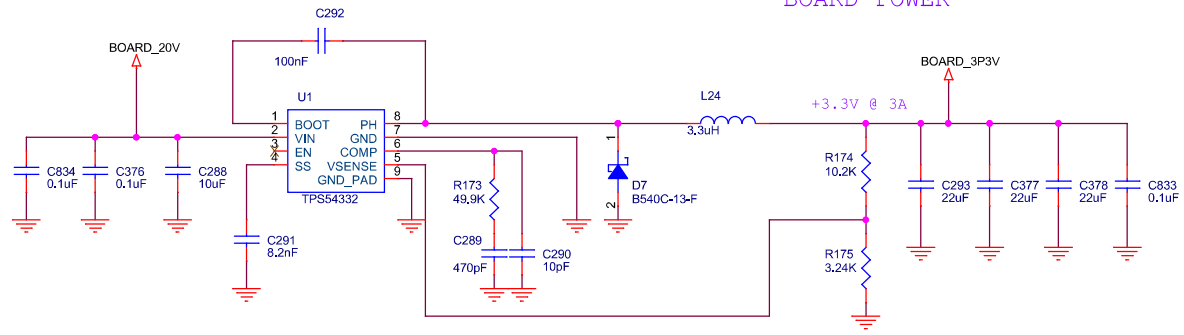 BOARD POWER
C292
100nF
BOARD_20V
BOARD_3P3V
U1
L24
3.3uH
+3.3V @ 3A
1
BOOT
PH
8
2
VIN
GND
7
3
EN
COMP
6
4
SS
VSENSE
5
GND_PAD
9
TPS54332
C834
0.1uF
C376
0.1uF
C288
10uF
R173
49.9K
1
D7
B540C-13-F
2
R174
10.2K
C293
22uF
C377
22uF
C378
22uF
C833
0.1uF
C291
8.2nF
C289
470pF
C290
10pF
R175
3.24K